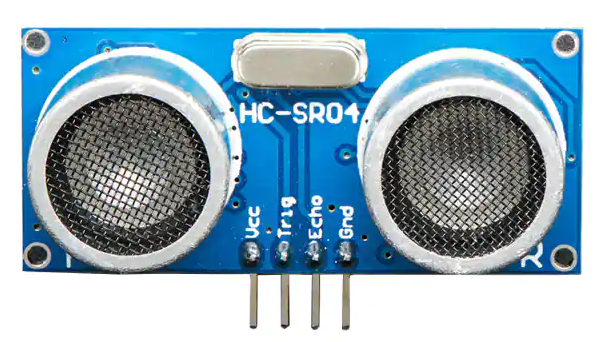 HC-SR04
Vcc
Trig
Echo
Gnd